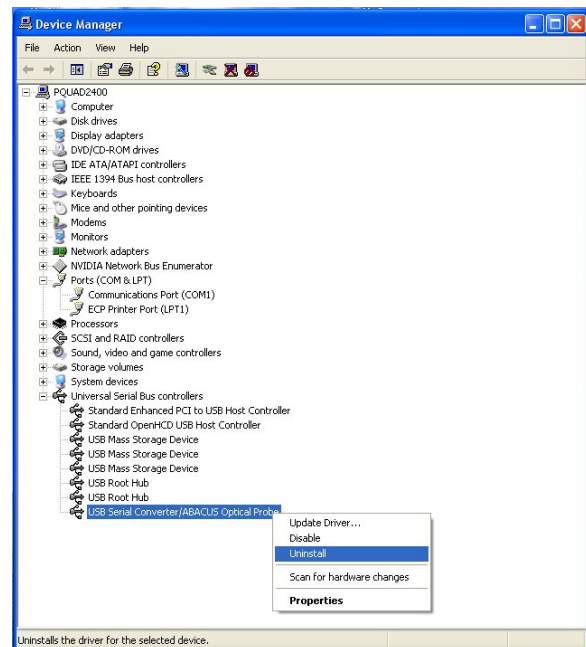 Device Manager
File Action View Help
PQUAD2400
Computer
Disk drives
Display adapters
DVD/CD-ROM drives
IDE ATA/ATAPI controllers
IEEE 1394 Bus host controllers
Keyboards
Mice and other pointing devices
Modems
Monitors
Network adapters
NVIDIA Network Bus Enumerator
Ports (COM & LPT)
Communications Port (COM1)
ECP Printer Port (LPT1)
Processors
SCSI and RAID controllers
Sound, video and game controllers
Storage volumes
System devices
Universal Serial Bus controllers
Standard Enhanced PCI to USB Host Controller
Standard OpenHCD USB Host Controller
USB Mass Storage Device
USB Mass Storage Device
USB Mass Storage Device
USB Root Hub
USB Root Hub
USB Serial Converter/ABACUS Optical Probe
Update Driver...
Disable
Uninstall
Scan for hardware changes
Properties
Uninstalls the driver for the selected device.